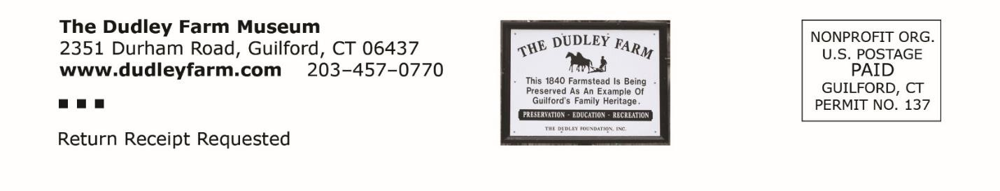 The Dudley Farm Museum
2351 Durham Road, Guilford, CT 06437
www.dudleyfarm.com 203–457–0770
Return Receipt Requested
THE DUDLEY FARM
This 1840 Farmstead Is Being
Preserved As An Example Of
Guilford's Family Heritage.
PRESERVATION - EDUCATION - RECREATION
THE DUDLEY FOUNDATION, INC.
NONPROFIT ORG.
U.S. POSTAGE
PAID
GUILFORD, CT
PERMIT NO. 137